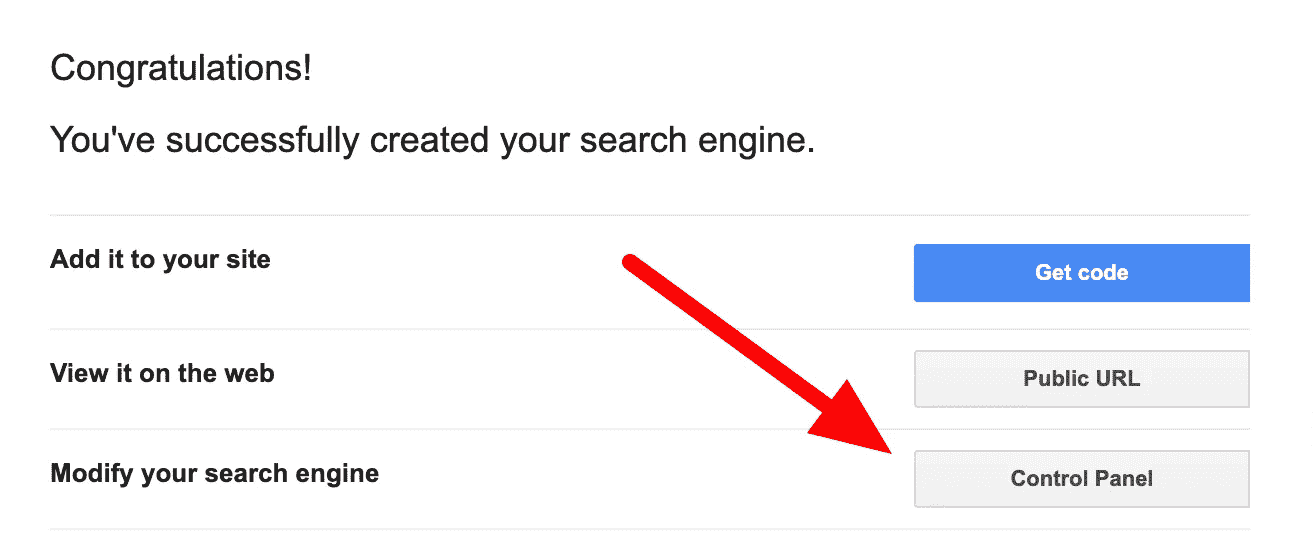 Congratulations!
You've successfully created your search engine.
Add it to your site
Get code
View it on the web
Public URL
Modify your search engine
Control Panel